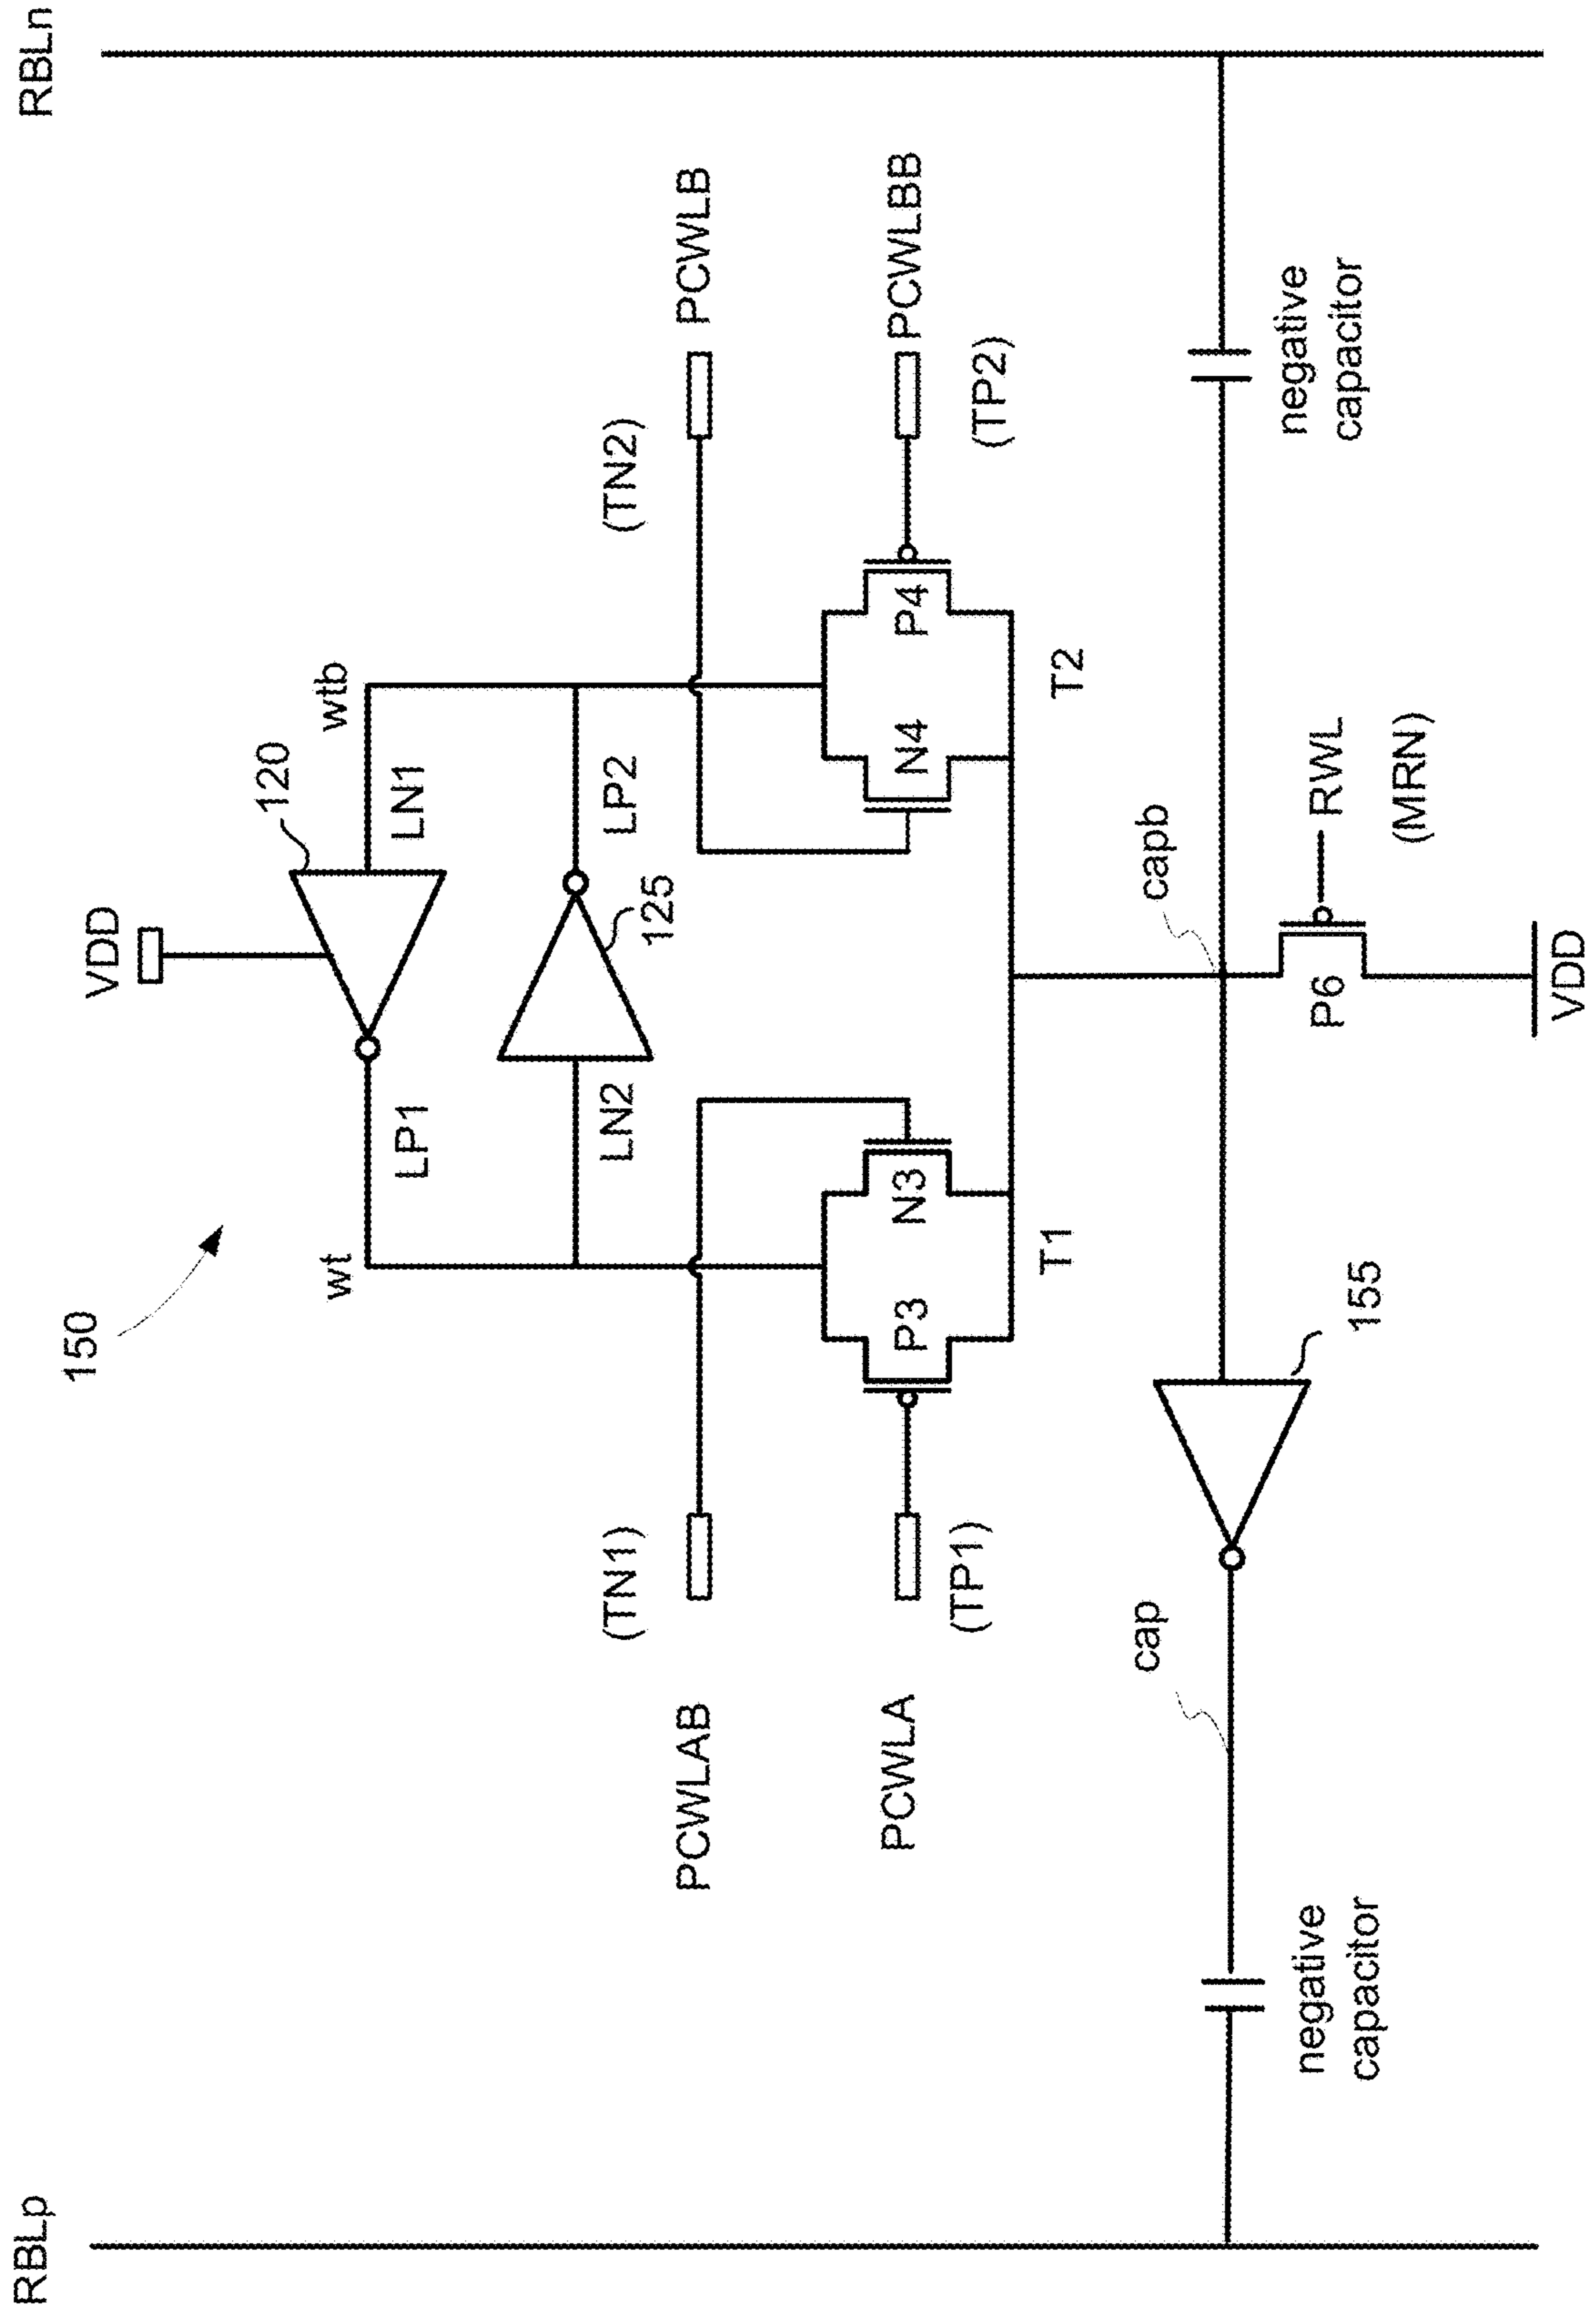 RBLp
RBLn
150
VDD
120
wt
wtb
LP1
LN1
LN2
LP2
125
(TN1)
(TN2)
PCWLAB
PCWLB
PCWLA
P3
N3
N4
P4
PCWLBB
(TP1)
(TP2)
T1
T2
cap
capb
negative
capacitor
155
P6
RWL
(MRN)
negative
capacitor
VDD